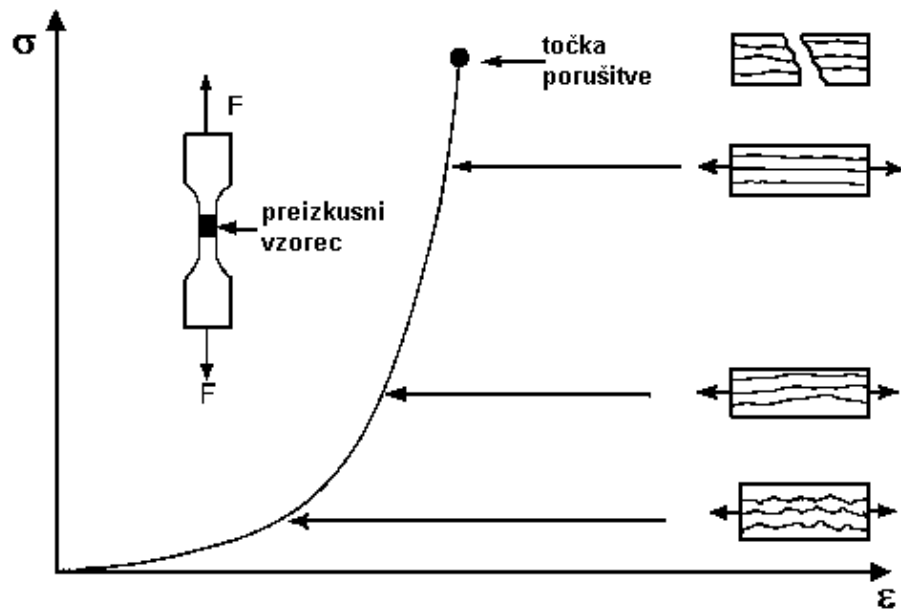 σ
točka
porušitve
F
preizkusni
vzorec
F
ε